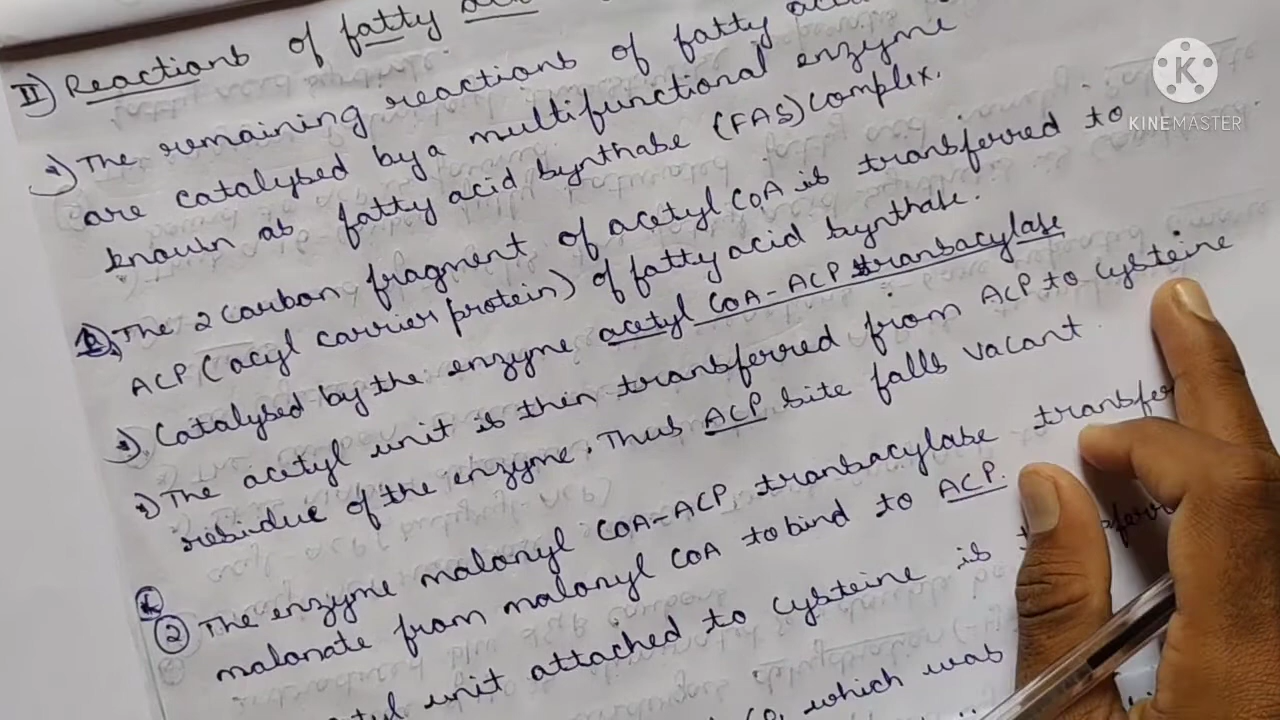 II) Reactions of fatty
The remaining reactions of fatty
are catalysed by a multifunctional enzyme
known as fatty acid synthase (FAS) complex.
The 2 carbon fragment of acetyl CoA is transferred to
ACP (acyl carrier protein) of fatty acid synthase.
Catalysed by the enzyme acetyl CoA-ACP transacylase
The acetyl unit is then transferred from ACP to cysteine
residue of the enzyme. Thus ACP site falls vacant.
② The enzyme malonyl CoA-ACP transacylase transfer
malonate from malonyl CoA to bind to ACP.
unit attached to cysteine is
which was
K
KINEMASTER